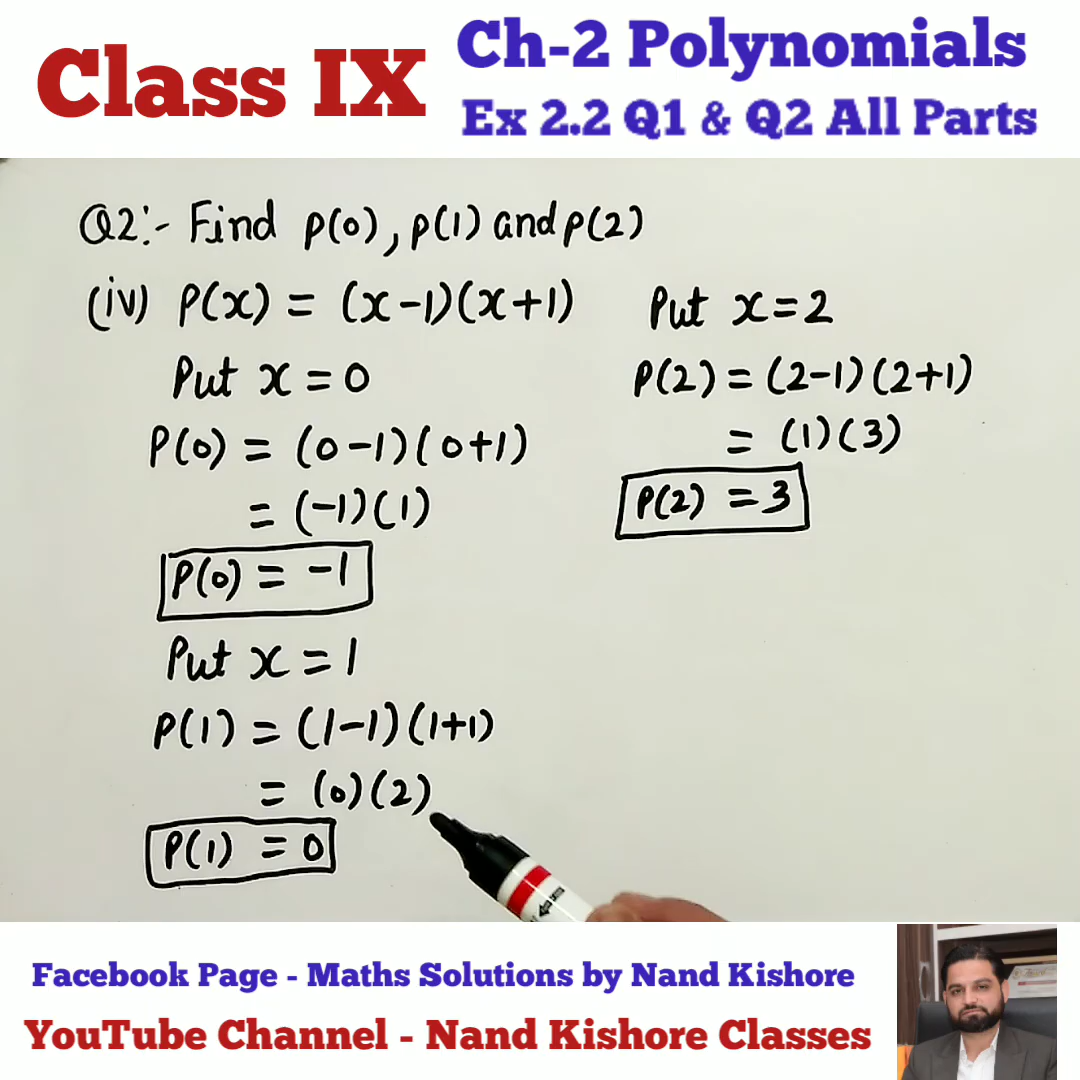 Class IX
Ch-2 Polynomials
Ex 2.2 Q1 & Q2 All Parts
Q2:- Find P(0), p(1) and p(2)
(iv) P(x) = (x-1)(x+1)
Put x=0
P(0) = (0-1)(0+1)
= (-1)(1)
P(0) = -1
Put x=1
P(1) = (1-1)(1+1)
= (0)(2)
P(1) = 0
Put x=2
P(2) = (2-1)(2+1)
= (1)(3)
P(2) = 3
Facebook Page - Maths Solutions by Nand Kishore
YouTube Channel - Nand Kishore Classes